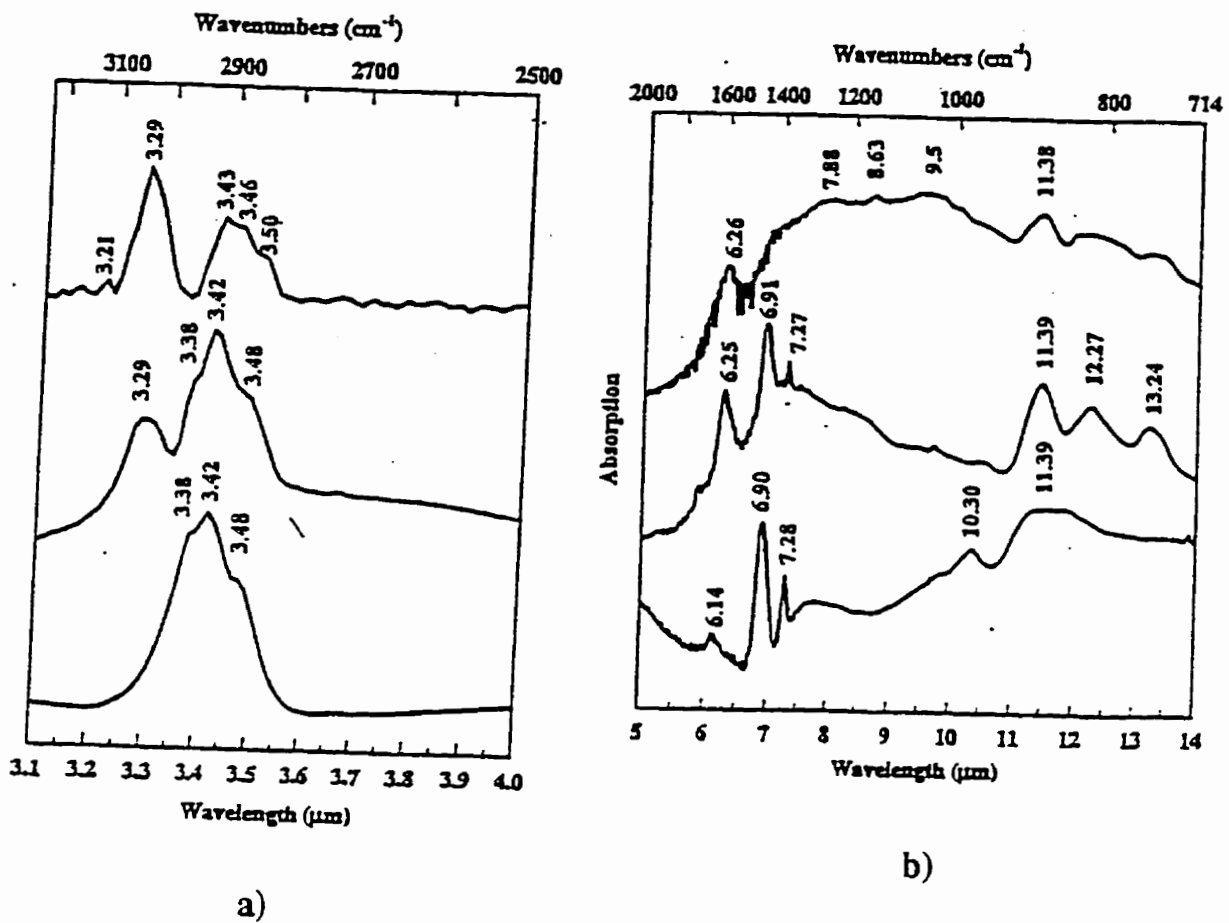 Wavenumbers (cm⁻¹)
3100 2900 2700 2500
3.29
3.21
3.43
3.46
3.50
3.29
3.38
3.42
3.48
3.38
3.42
3.48
3.1 3.2 3.3 3.4 3.5 3.6 3.7 3.8 3.9 4.0
Wavelength (μm)
a)
Wavenumbers (cm⁻¹)
2000 1600 1400 1200 1000 800 714
Absorption
6.26
7.88
8.63
9.5
11.38
6.25
6.91
7.27
11.39
12.27
13.24
6.14
6.90
7.28
10.30
11.39
5 6 7 8 9 10 11 12 13 14
Wavelength (μm)
b)